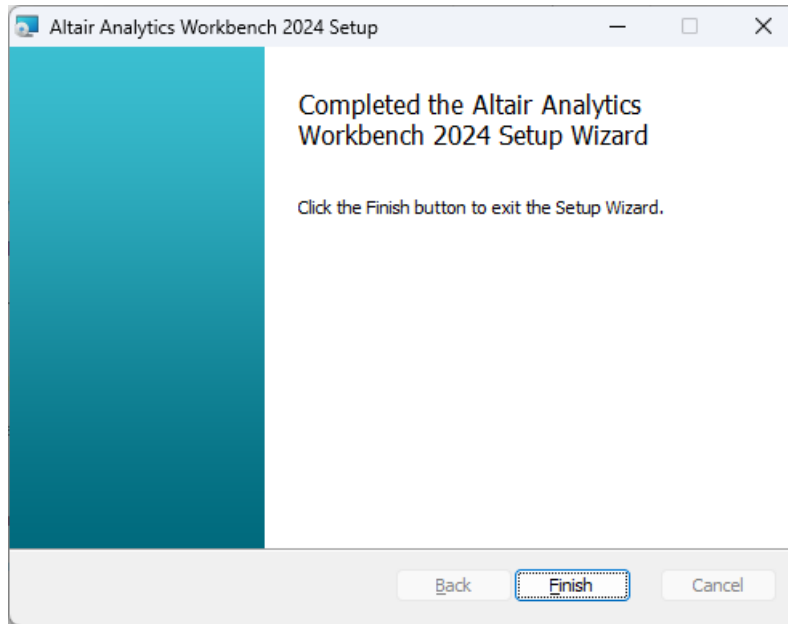 Altair Analytics Workbench 2024 Setup
Completed the Altair Analytics
Workbench 2024 Setup Wizard
Click the Finish button to exit the Setup Wizard.
Back Finish Cancel